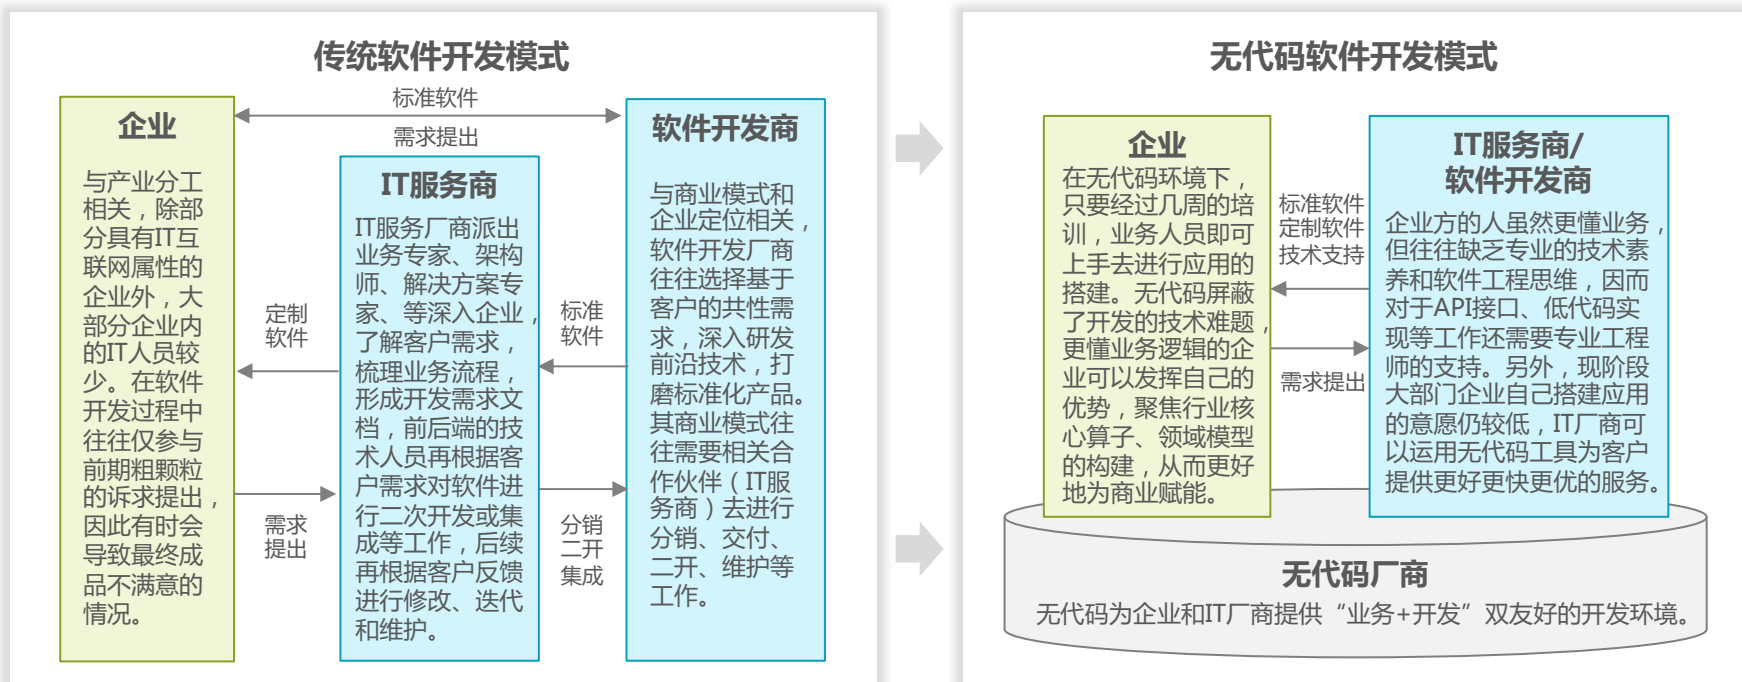 传统软件开发模式
标准软件
需求提出
企业
与产业分工
相关，除部
分具有IT互
联网属性的
企业外，大
部分企业内
的IT人员较
少。在软件
开发过程中
往往仅参与
前期粗颗粒
的诉求提出，
因此有时会
导致最终成
品不满意的
情况。
定制
软件
需求
提出
IT服务商
IT服务厂商派出
业务专家、架构
师、解决方案专
家、等深入企业，
了解客户需求，
梳理业务流程，
形成开发需求文
档，前后端的技
术人员再根据客
户需求对软件进
行二次开发或集
成等工作，后续
再根据客户反馈
进行修改、迭代
和维护。
标准
软件
分销
二开
集成
软件开发商
与商业模式和
企业定位相关，
软件开发厂商
往往选择基于
客户的共性需
求，深入研发
前沿技术，打
磨标准化产品。
其商业模式往
往需要相关合
作伙伴（IT服
务商）去进行
分销、交付、
二开、维护等
工作。
无代码软件开发模式
企业
在无代码环境下，
只要经过几周的培
训，业务人员即可
上手去进行应用的
搭建。无代码屏蔽
了开发的技术难题，
更懂业务逻辑的企
业可以发挥自己的
优势，聚焦行业核
心算子、领域模型
的构建，从而更好
地为商业赋能。
标准软件
定制软件
技术支持
需求提出
IT服务商/
软件开发商
企业方的人虽然更懂业务，
但往往缺乏专业的技术素
养和软件工程思维，因而
对于API接口、低代码实
现等工作还需要专业工程
师的支持。另外，现阶段
大部门企业自己搭建应用
的意愿仍较低，IT厂商可
以运用无代码工具为客户
提供更好更快更优的服务。
无代码厂商
无代码为企业和IT厂商提供“业务+开发”双友好的开发环境。